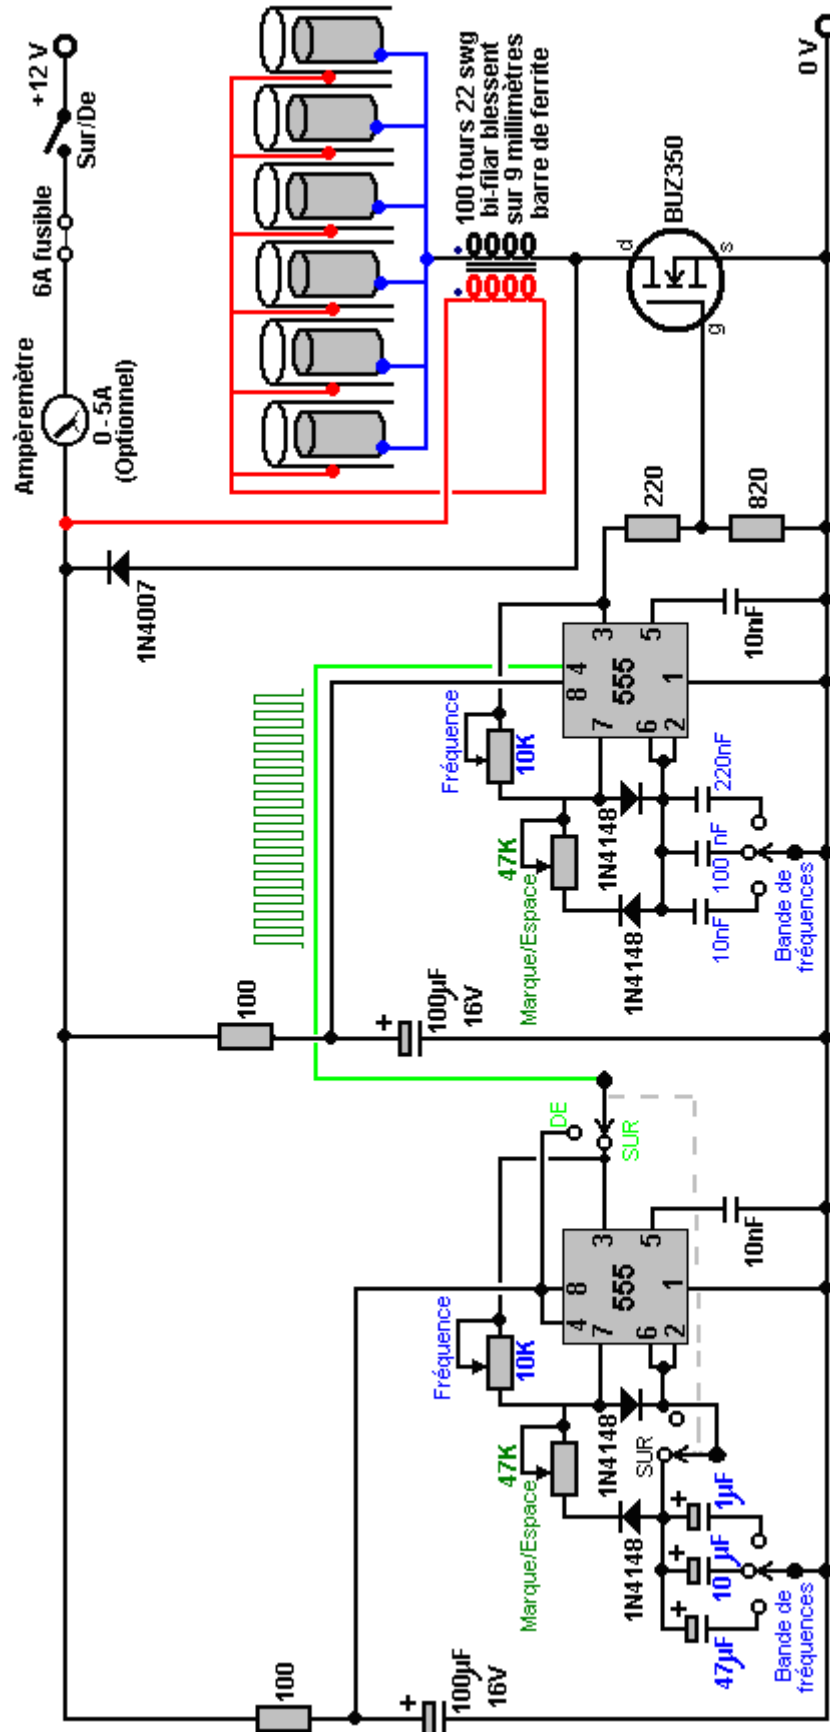 Ampèremètre
6A fusible
+12 V
0 - 5A
(Optionnel)
Sur/De
1N4007
100
100µF
16V
100
100µF
16V
100 tours 22 swg
bi-filar blessent
sur 9 millimètres
barre de ferrite
Fréquence
10K
47K
Marque/Espace
1N4148
1N4148
4
8
7
3
555
6
2
1
5
DE
SUR
SUR
47µF
10 µF
1µF
Bande de
fréquences
10nF
Fréquence
10K
47K
Marque/Espace
1N4148
1N4148
8
4
7
3
555
6
2
1
5
10nF
100 nF
220nF
Bande de
fréquences
10nF
220
820
d
g
s
BUZ350
0 V